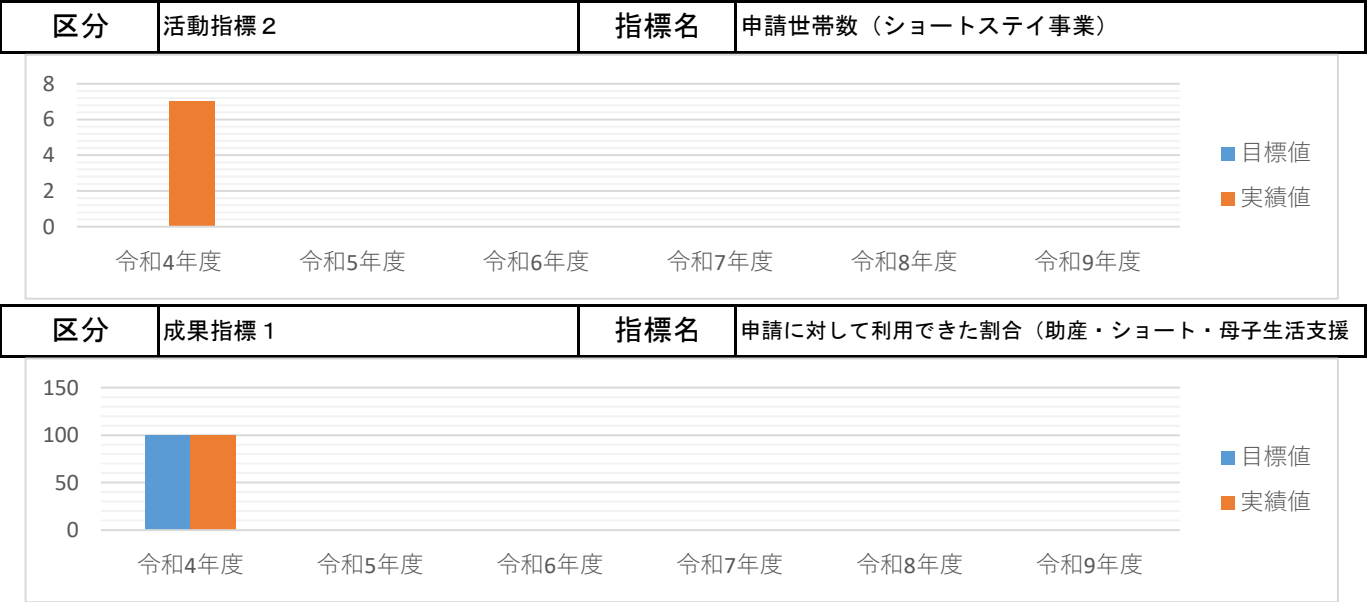 区分 活動指標２ 指標名 申請世帯数（ショートステイ事業）
8
6
4
2
0
令和4年度 令和5年度 令和6年度 令和7年度 令和8年度 令和9年度
目標値
実績値
区分 成果指標１ 指標名 申請に対して利用できた割合（助産・ショート・母子生活支援
150
100
50
0
令和4年度 令和5年度 令和6年度 令和7年度 令和8年度 令和9年度
目標値
実績値